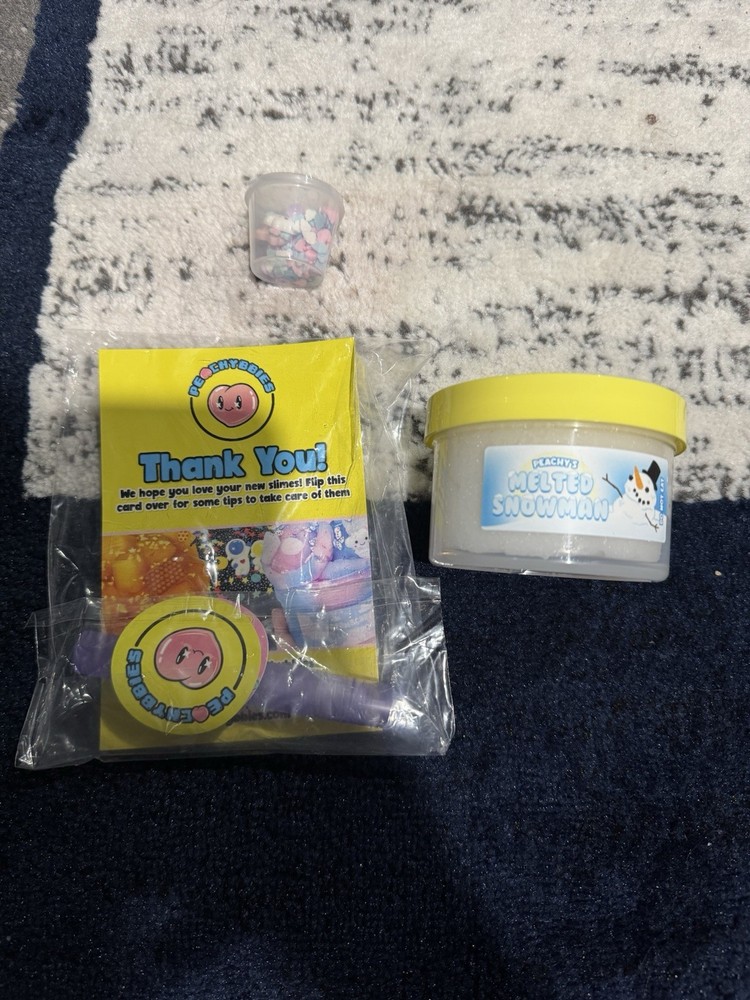 PEACHYBBIES
Thank You!
We hope you love your new slimes! Flip this
card over for some tips to take care of them
PEACHYBBIES
PEACHY'S
MELTED
SNOWMAN